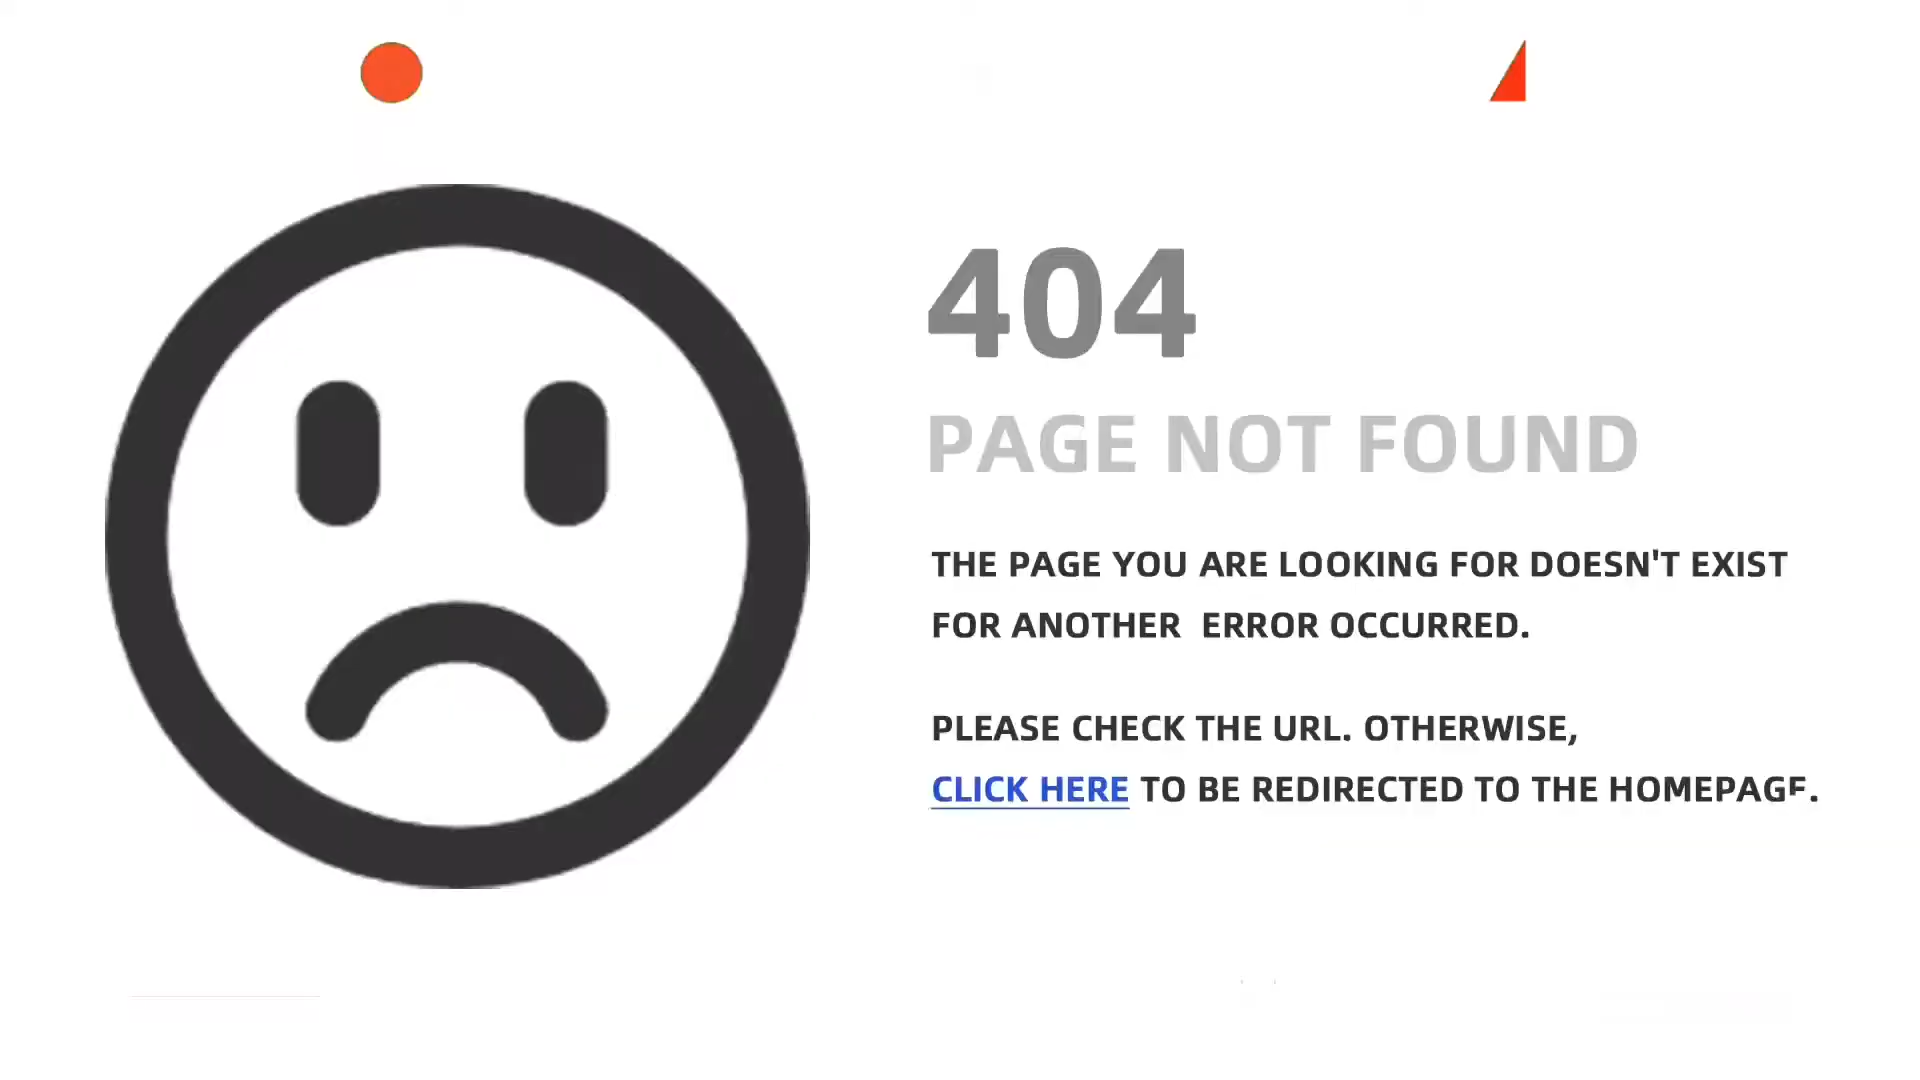 404
PAGE NOT FOUND
THE PAGE YOU ARE LOOKING FOR DOESN'T EXIST
FOR ANOTHER ERROR OCCURRED.
PLEASE CHECK THE URL. OTHERWISE,
CLICK HERE TO BE REDIRECTED TO THE HOMEPAGE.